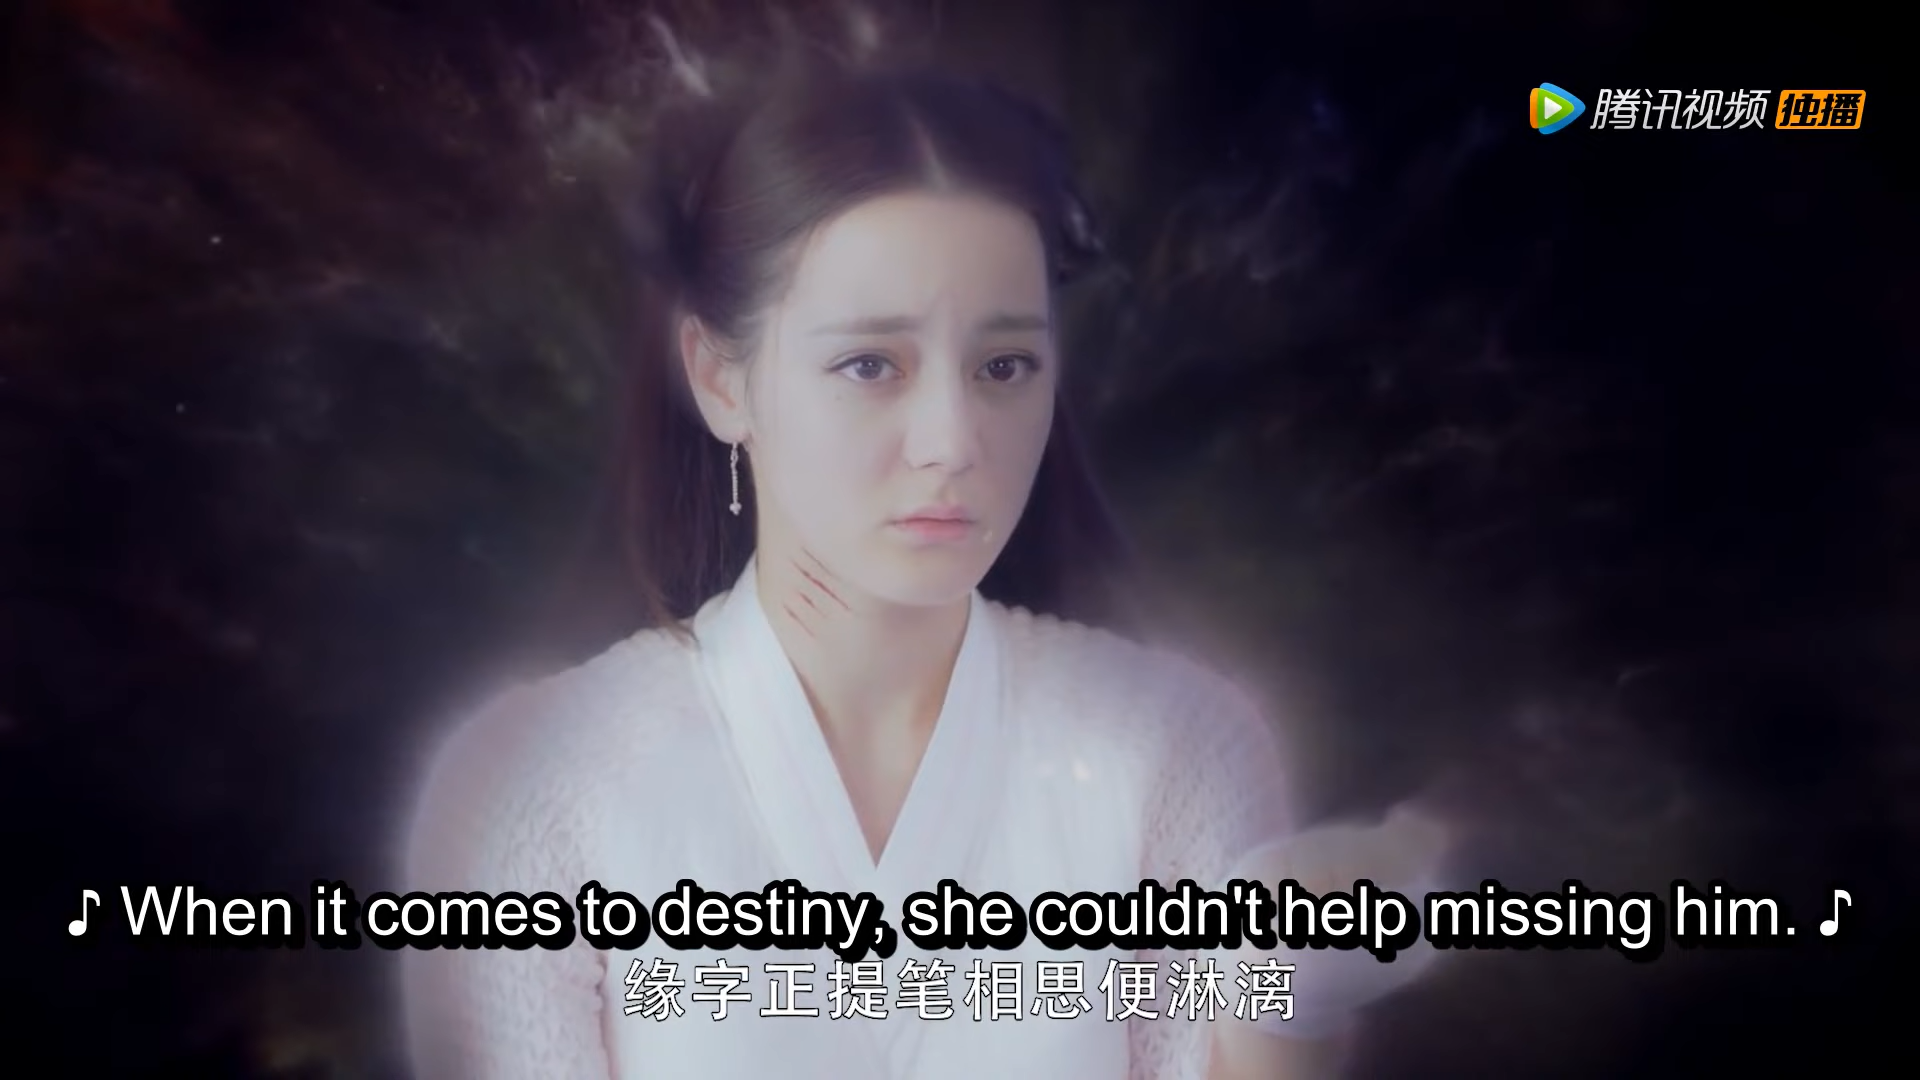 腾讯视频 独播
♪ When it comes to destiny, she couldn't help missing him. ♪
缘字正提笔相思便淋漓